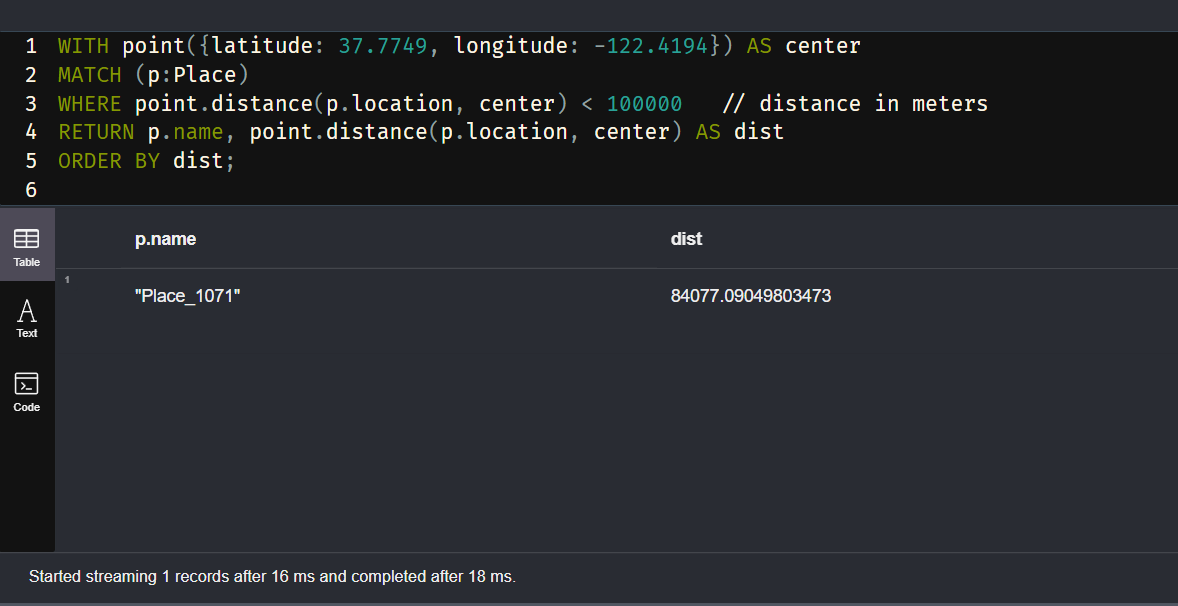 1 WITH point({latitude: 37.7749, longitude: -122.4194}) AS center
2 MATCH (p:Place)
3 WHERE point.distance(p.location, center) < 100000 // distance in meters
4 RETURN p.name, point.distance(p.location, center) AS dist
5 ORDER BY dist;
6
p.name dist
Table
1
"Place_1071" 84077.09049803473
A
Text
Code
Started streaming 1 records after 16 ms and completed after 18 ms.